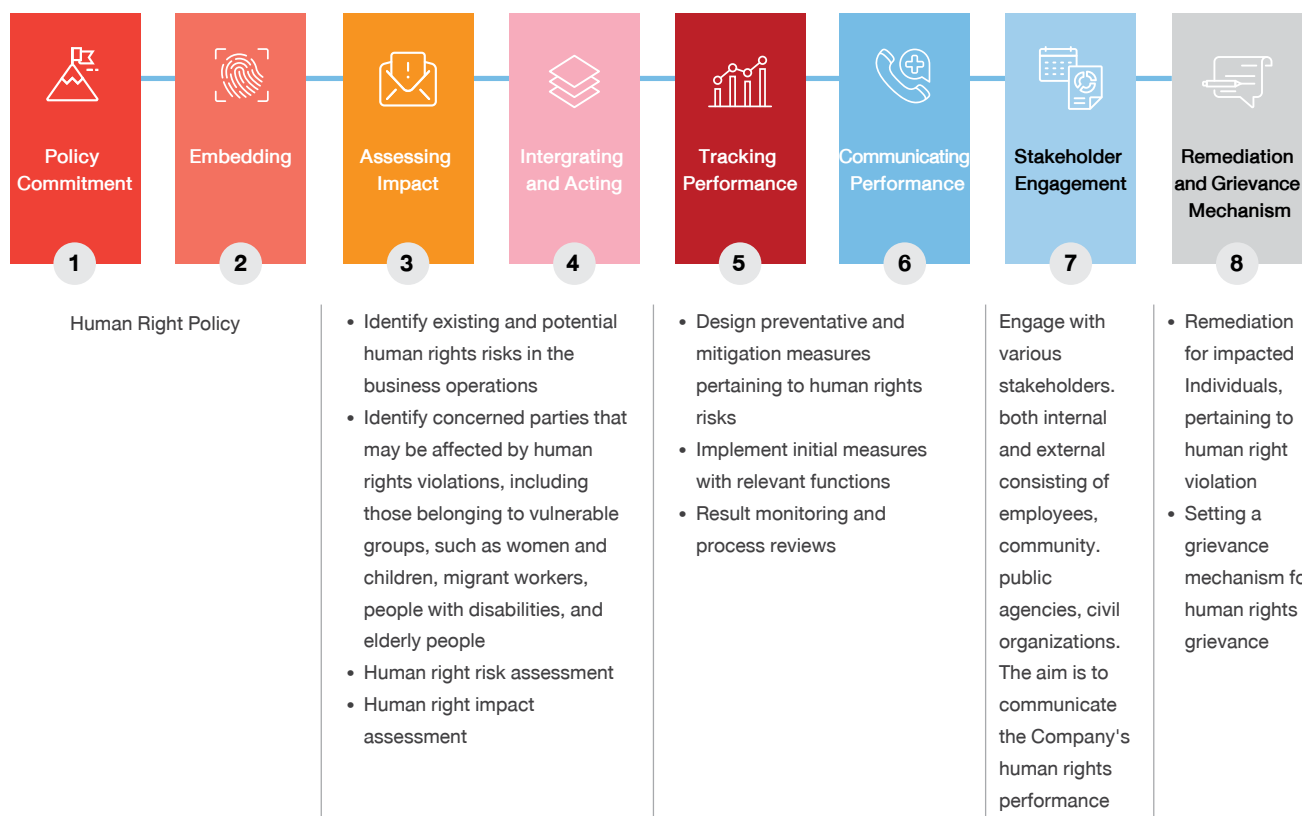 Policy
Commitment
1
Embedding
2
Assessing
Impact
3
Intergrating
and Acting
4
Tracking
Performance
5
Communicating
Performance
6
Stakeholder
Engagement
7
Remediation
and Grievance
Mechanism
8
Human Right Policy
• Identify existing and potential
human rights risks in the
business operations
• Identify concerned parties that
may be affected by human
rights violations, including
those belonging to vulnerable
groups, such as women and
children, migrant workers,
people with disabilities, and
elderly people
• Human right risk assessment
• Human right impact
assessment
• Design preventative and
mitigation measures
pertaining to human rights
risks
• Implement initial measures
with relevant functions
• Result monitoring and
process reviews
Engage with
various
stakeholders.
both internal
and external
consisting of
employees,
community.
public
agencies, civil
organizations.
The aim is to
communicate
the Company's
human rights
performance
• Remediation
for impacted
Individuals,
pertaining to
human right
violation
• Setting a
grievance
mechanism
human rights
grievance